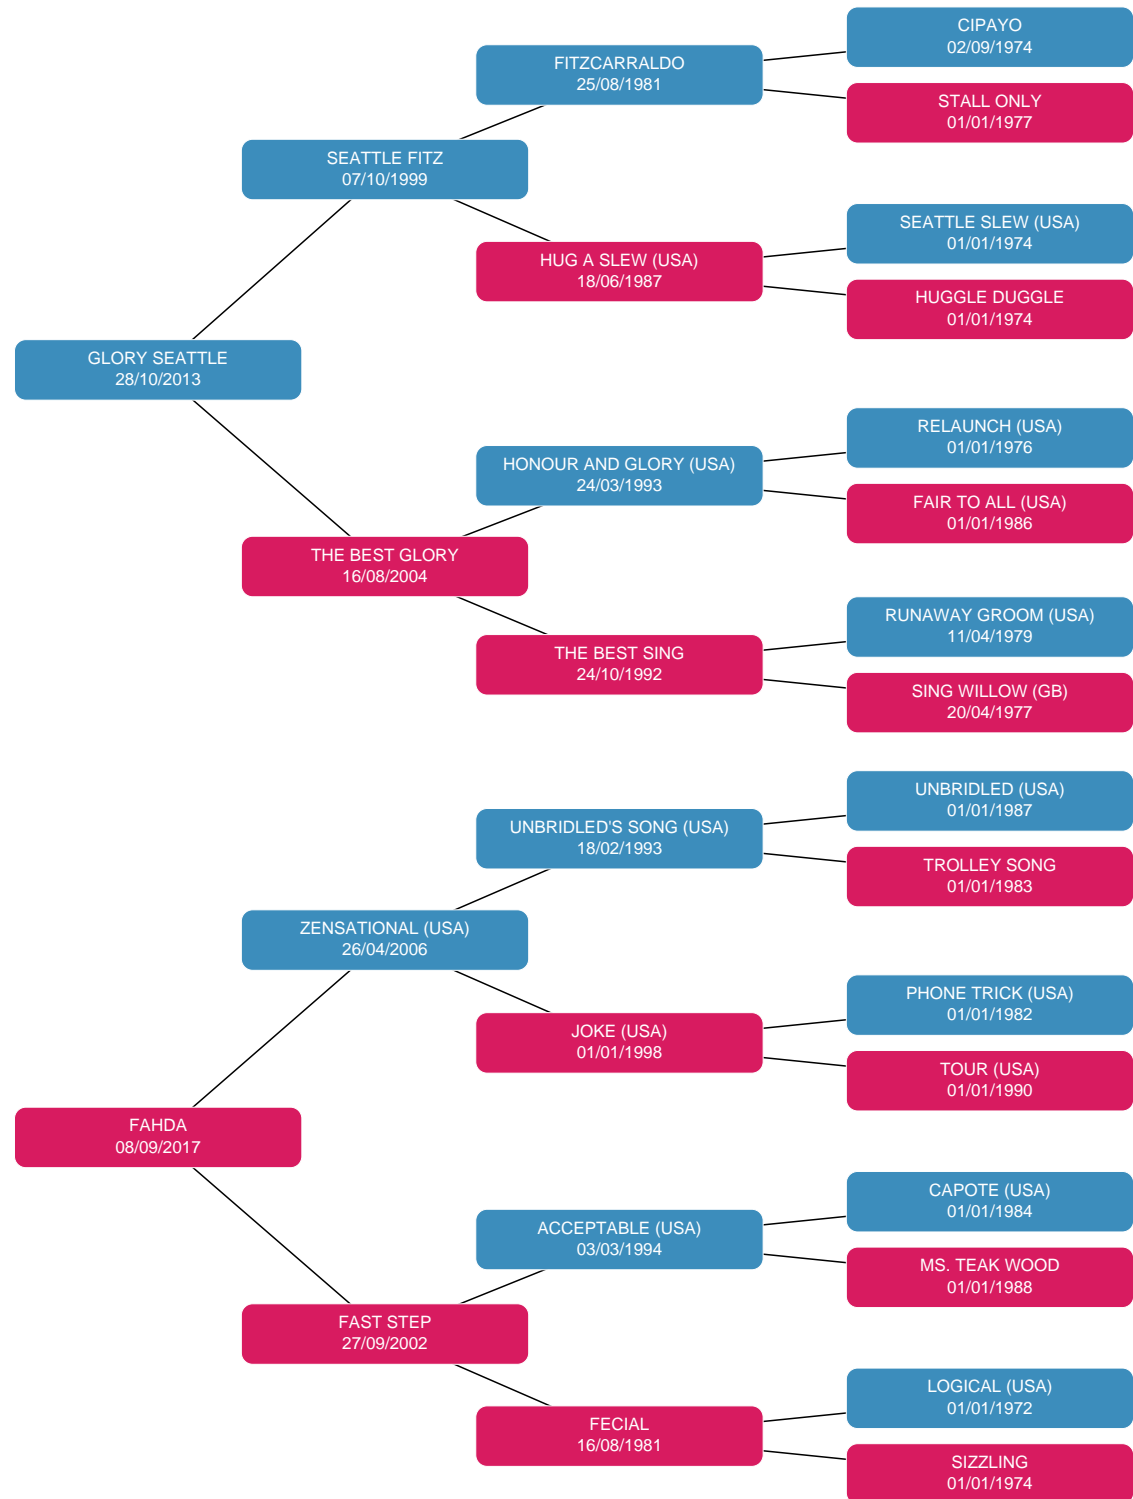 CIPAYO
02/09/1974
FITZCARRALDO
25/08/1981
STALL ONLY
01/01/1977
SEATTLE FITZ
07/10/1999
SEATTLE SLEW (USA)
01/01/1974
HUG A SLEW (USA)
18/06/1987
HUGGLE DUGGLE
01/01/1974
GLORY SEATTLE
28/10/2013
RELAUNCH (USA)
01/01/1976
HONOUR AND GLORY (USA)
24/03/1993
FAIR TO ALL (USA)
01/01/1986
THE BEST GLORY
16/08/2004
RUNAWAY GROOM (USA)
11/04/1979
THE BEST SING
24/10/1992
SING WILLOW (GB)
20/04/1977
UNBRIDLED (USA)
01/01/1987
UNBRIDLED'S SONG (USA)
18/02/1993
TROLLEY SONG
01/01/1983
ZENSATIONAL (USA)
26/04/2006
PHONE TRICK (USA)
01/01/1982
JOKE (USA)
01/01/1998
TOUR (USA)
01/01/1990
FAHDA
08/09/2017
CAPOTE (USA)
01/01/1984
ACCEPTABLE (USA)
03/03/1994
MS. TEAK WOOD
01/01/1988
FAST STEP
27/09/2002
LOGICAL (USA)
01/01/1972
FECIAL
16/08/1981
SIZZLING
01/01/1974